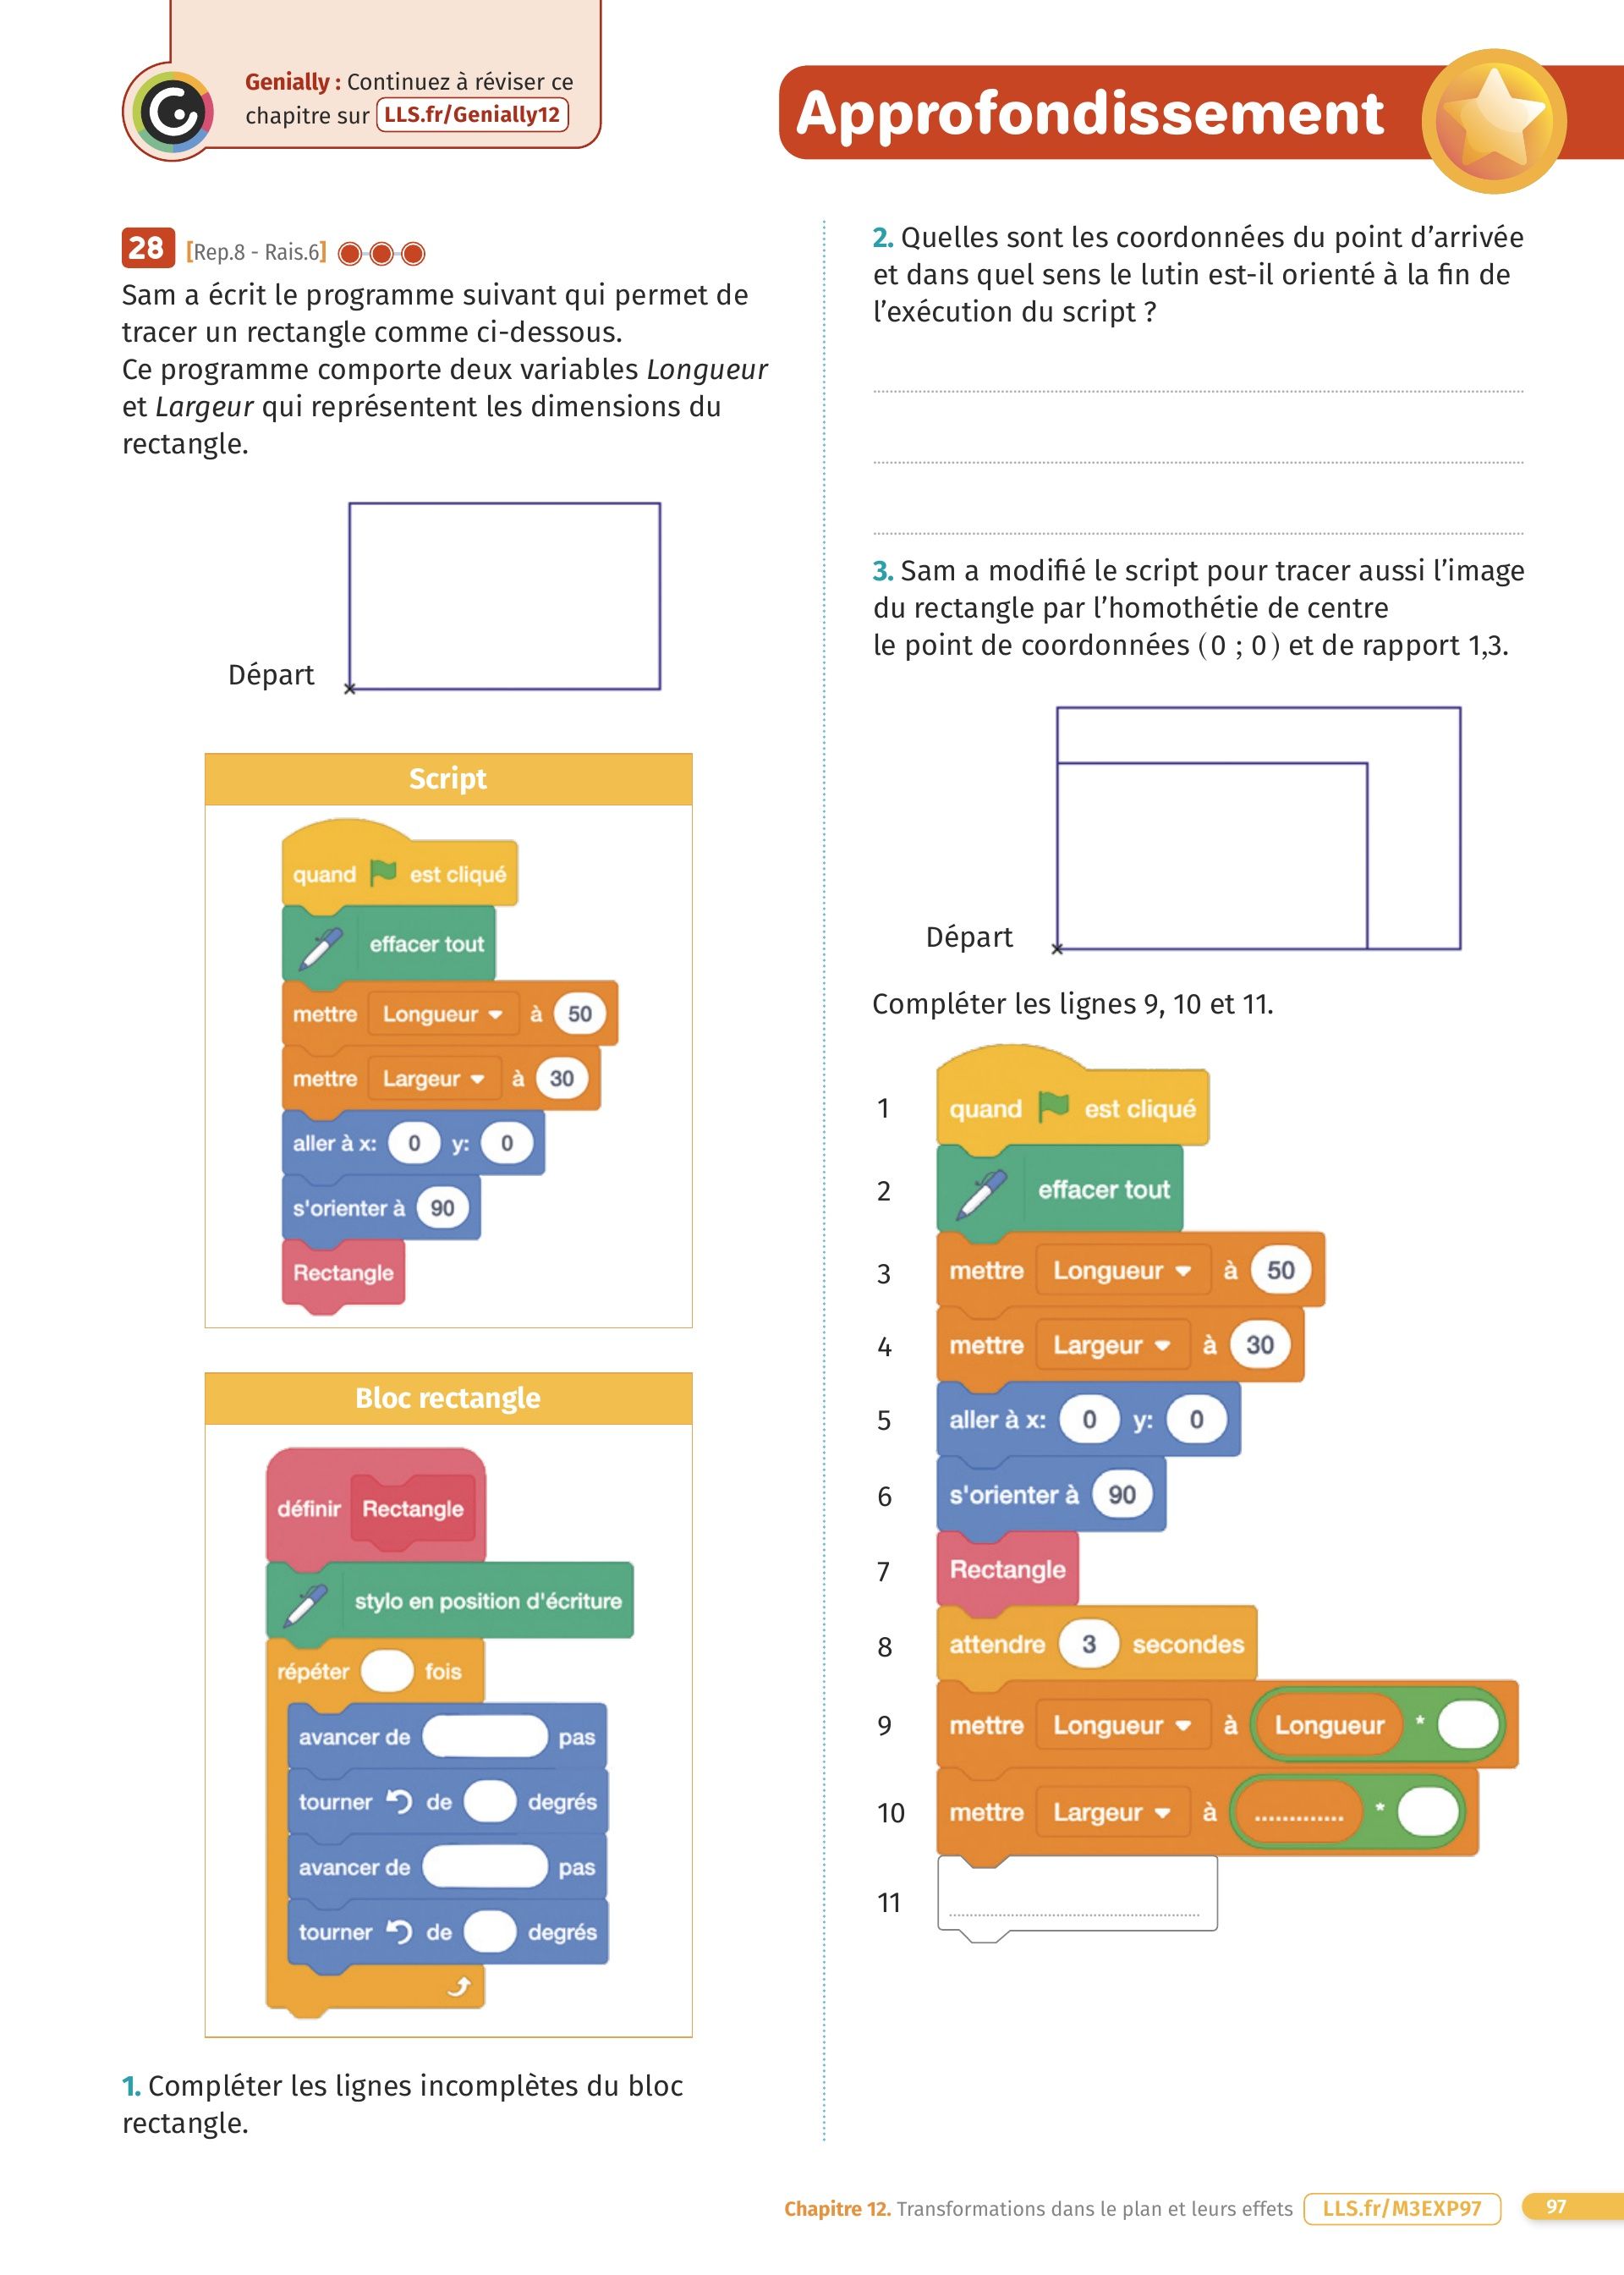 Genially : Continuez à réviser ce
chapitre sur LLS.fr/Genially12
Approfondissement
28 [Rep.8 - Rais.6]
Sam a écrit le programme suivant qui permet de
tracer un rectangle comme ci-dessous.
Ce programme comporte deux variables Longueur
et Largeur qui représentent les dimensions du
rectangle.
Départ
Script
quand est cliqué
effacer tout
mettre Longueur à 50
mettre Largeur à 30
aller à x: 0 y: 0
s'orienter à 90
Rectangle
Bloc rectangle
définir Rectangle
stylo en position d'écriture
répéter fois
avancer de pas
tourner de degrés
avancer de pas
tourner de degrés
1. Compléter les lignes incomplètes du bloc
rectangle.
2. Quelles sont les coordonnées du point d'arrivée
et dans quel sens le lutin est-il orienté à la fin de
l'exécution du script ?
3. Sam a modifié le script pour tracer aussi l'image
du rectangle par l'homothétie de centre
le point de coordonnées (0 ; 0) et de rapport 1,3.
Départ
Compléter les lignes 9, 10 et 11.
1 quand est cliqué
2 effacer tout
3 mettre Longueur à 50
4 mettre Largeur à 30
5 aller à x: 0 y: 0
6 s'orienter à 90
7 Rectangle
8 attendre 3 secondes
9 mettre Longueur à Longueur *
10 mettre Largeur à ............. *
11
Chapitre 12. Transformations dans le plan et leurs effets LLS.fr/M3EXP97 97